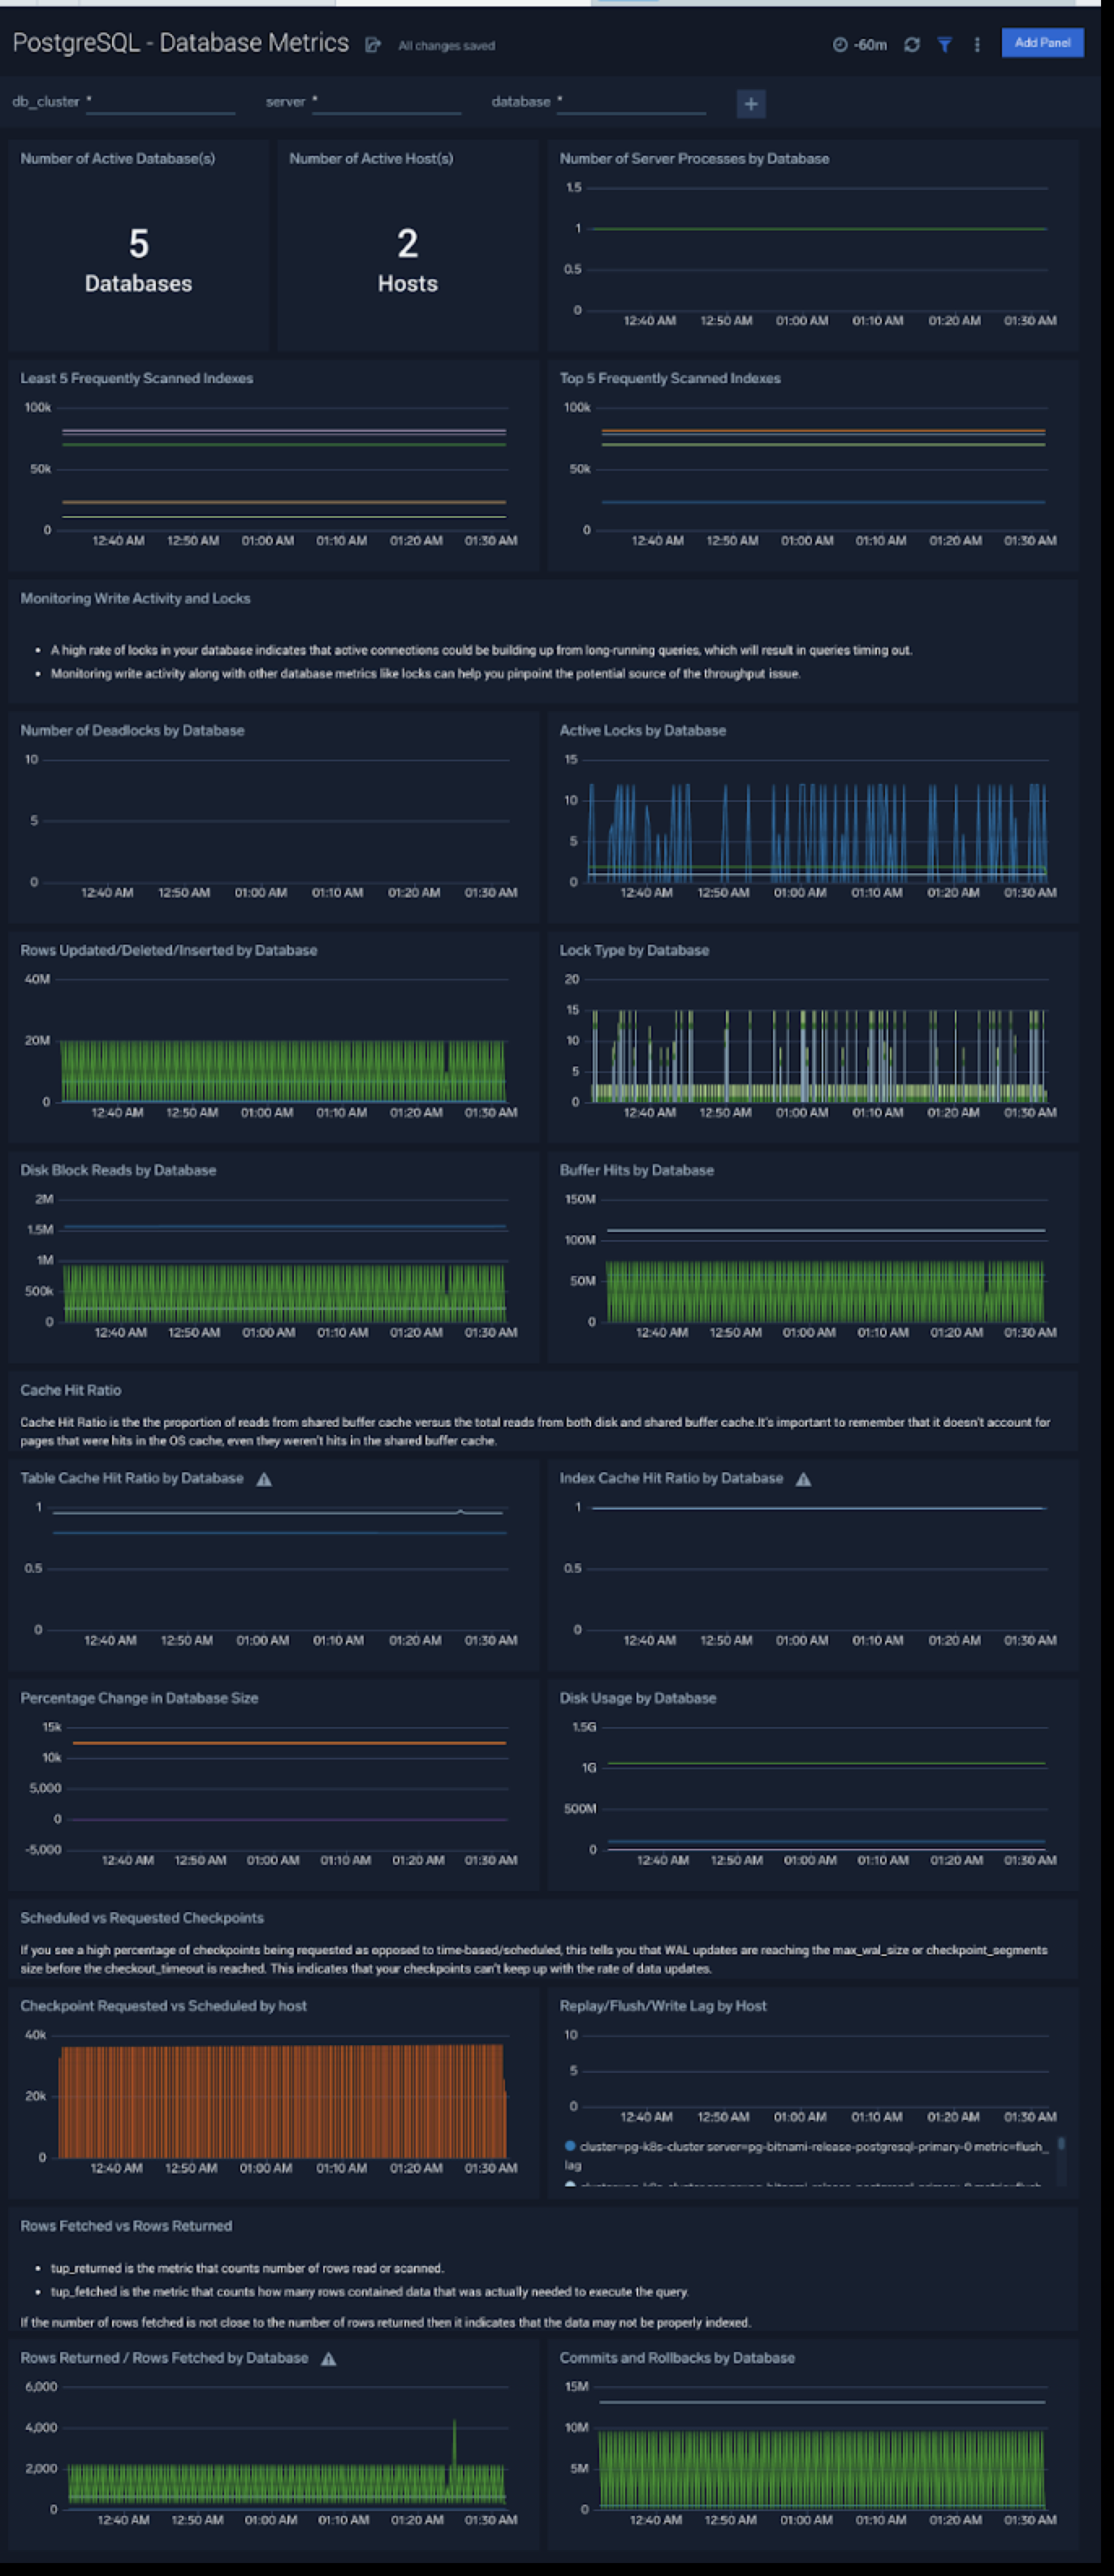 PostgreSQL - Database Metrics
All changes saved
-60m
Add Panel
db_cluster *
server *
database *
+
Number of Active Database(s)
5
Databases
Number of Active Host(s)
2
Hosts
Number of Server Processes by Database
1.5
1
0.5
0
12:40 AM 12:50 AM 01:00 AM 01:10 AM 01:20 AM 01:30 AM
Least 5 Frequently Scanned Indexes
100k
50k
0
12:40 AM 12:50 AM 01:00 AM 01:10 AM 01:20 AM 01:30 AM
Top 5 Frequently Scanned Indexes
100k
50k
0
12:40 AM 12:50 AM 01:00 AM 01:10 AM 01:20 AM 01:30 AM
Monitoring Write Activity and Locks
• A high rate of locks in your database indicates that active connections could be building up from long-running queries, which will result in queries timing out.
• Monitoring write activity along with other database metrics like locks can help you pinpoint the potential source of the throughput issue.
Number of Deadlocks by Database
10
5
0
12:40 AM 12:50 AM 01:00 AM 01:10 AM 01:20 AM 01:30 AM
Active Locks by Database
15
10
5
0
12:40 AM 12:50 AM 01:00 AM 01:10 AM 01:20 AM 01:30 AM
Rows Updated/Deleted/Inserted by Database
40M
20M
0
12:40 AM 12:50 AM 01:00 AM 01:10 AM 01:20 AM 01:30 AM
Lock Type by Database
20
15
10
5
0
12:40 AM 12:50 AM 01:00 AM 01:10 AM 01:20 AM 01:30 AM
Disk Block Reads by Database
2M
1.5M
1M
500k
0
12:40 AM 12:50 AM 01:00 AM 01:10 AM 01:20 AM 01:30 AM
Buffer Hits by Database
150M
100M
50M
0
12:40 AM 12:50 AM 01:00 AM 01:10 AM 01:20 AM 01:30 AM
Cache Hit Ratio
Cache Hit Ratio is the the proportion of reads from shared buffer cache versus the total reads from both disk and shared buffer cache.It's important to remember that it doesn't account for
pages that were hits in the OS cache, even they weren't hits in the shared buffer cache.
Table Cache Hit Ratio by Database
1
0.5
0
12:40 AM 12:50 AM 01:00 AM 01:10 AM 01:20 AM 01:30 AM
Index Cache Hit Ratio by Database
1
0.5
0
12:40 AM 12:50 AM 01:00 AM 01:10 AM 01:20 AM 01:30 AM
Percentage Change in Database Size
15k
10k
5,000
0
-5,000
12:40 AM 12:50 AM 01:00 AM 01:10 AM 01:20 AM 01:30 AM
Disk Usage by Database
1.5G
1G
500M
0
12:40 AM 12:50 AM 01:00 AM 01:10 AM 01:20 AM 01:30 AM
Scheduled vs Requested Checkpoints
If you see a high percentage of checkpoints being requested as opposed to time-based/scheduled, this tells you that WAL updates are reaching the max_wal_size or checkpoint_segments
size before the checkout_timeout is reached. This indicates that your checkpoints can't keep up with the rate of data updates.
Checkpoint Requested vs Scheduled by host
40k
20k
0
12:40 AM 12:50 AM 01:00 AM 01:10 AM 01:20 AM 01:30 AM
Replay/Flush/Write Lag by Host
10
5
0
12:40 AM 12:50 AM 01:00 AM 01:10 AM 01:20 AM 01:30 AM
cluster=pg-k8s-cluster server=pg-bitnami-release-postgresql-primary-0 metric=flush_
lag
Rows Fetched vs Rows Returned
• tup_returned is the metric that counts number of rows read or scanned.
• tup_fetched is the metric that counts how many rows contained data that was actually needed to execute the query.
If the number of rows fetched is not close to the number of rows returned then it indicates that the data may not be properly indexed.
Rows Returned / Rows Fetched by Database
6,000
4,000
2,000
0
12:40 AM 12:50 AM 01:00 AM 01:10 AM 01:20 AM 01:30 AM
Commits and Rollbacks by Database
15M
10M
5M
0
12:40 AM 12:50 AM 01:00 AM 01:10 AM 01:20 AM 01:30 AM